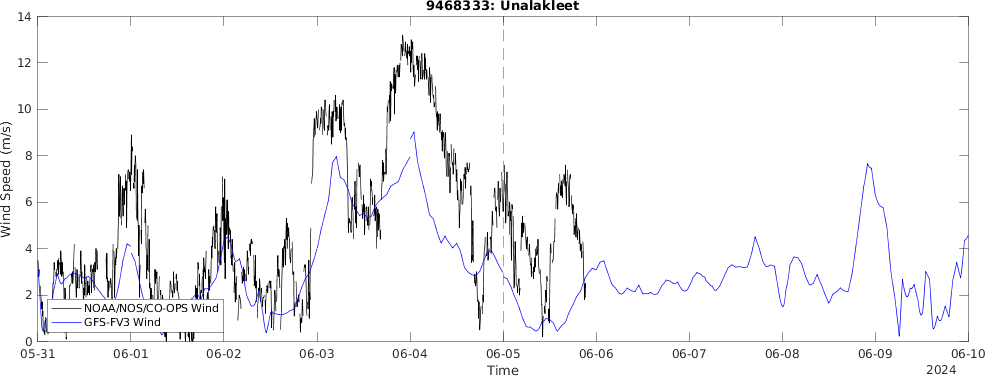 9468333: Unalakleet
Wind Speed (m/s)
14
12
10
8
6
4
2
0
NOAA/NOS/CO-OPS Wind
GFS-FV3 Wind
05-31 06-01 06-02 06-03 06-04 06-05 06-06 06-07 06-08 06-09 06-10
Time
2024